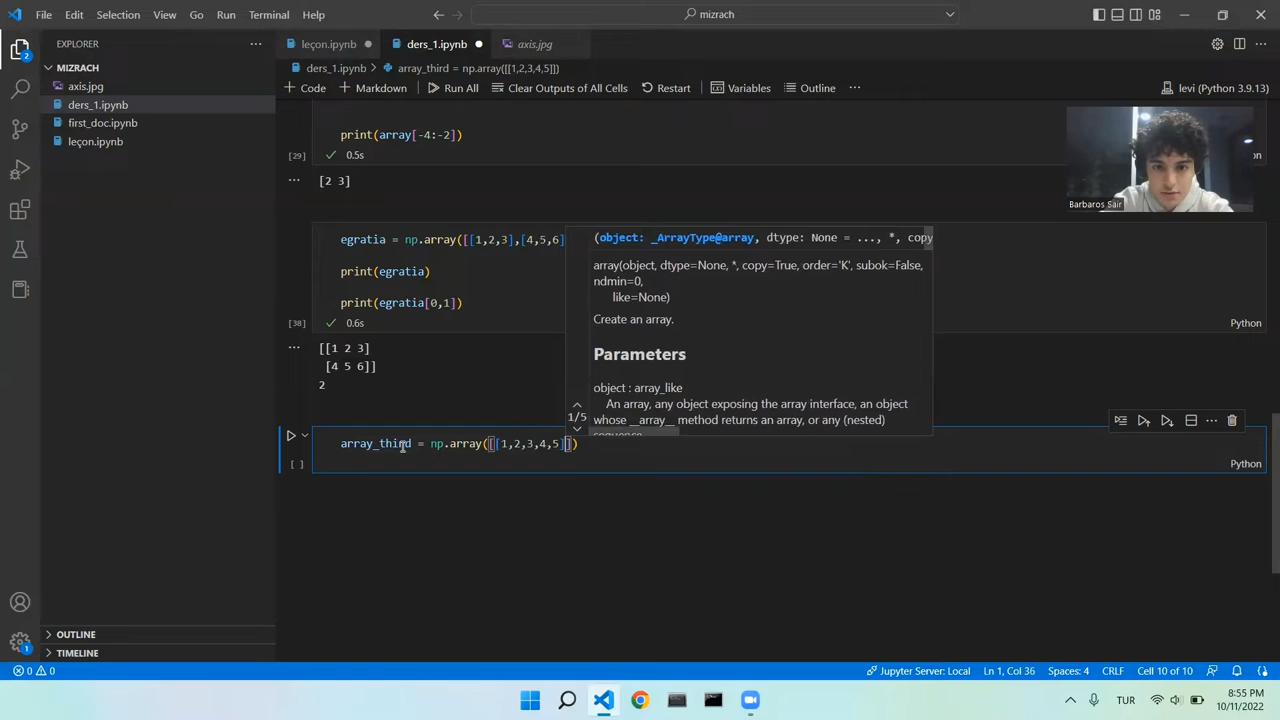 File Edit Selection View Go Run Terminal Help
mizrach
EXPLORER
leçon.ipynb
ders_1.ipynb
axis.jpg
MIZRACH
axis.jpg
ders_1.ipynb
first_doc.ipynb
leçon.ipynb
ders_1.ipynb > array_third = np.array([[1,2,3,4,5]])
Code Markdown Run All Clear Outputs of All Cells Restart Variables Outline
levi (Python 3.9.13)
print(array[-4:-2])
[29] 0.5s
[2 3]
Barbaros Sair
egratia = np.array([[1,2,3],[4,5,6]
print(egratia)
print(egratia[0,1])
[38] 0.6s
Python
[[1 2 3]
[4 5 6]]
2
(object: _ArrayType@array, dtype: None = ..., *, copy
array(object, dtype=None, *, copy=True, order='K', subok=False,
ndmin=0,
like=None)
Create an array.
Parameters
object : array_like
An array, any object exposing the array interface, an object
whose __array__ method returns an array, or any (nested)
sequence
1/5
array_third = np.array([[1,2,3,4,5]])
[ ]
Python
OUTLINE
TIMELINE
0 0
Jupyter Server: Local Ln 1, Col 36 Spaces: 4 CRLF Cell 10 of 10
TUR
8:55 PM
10/11/2022